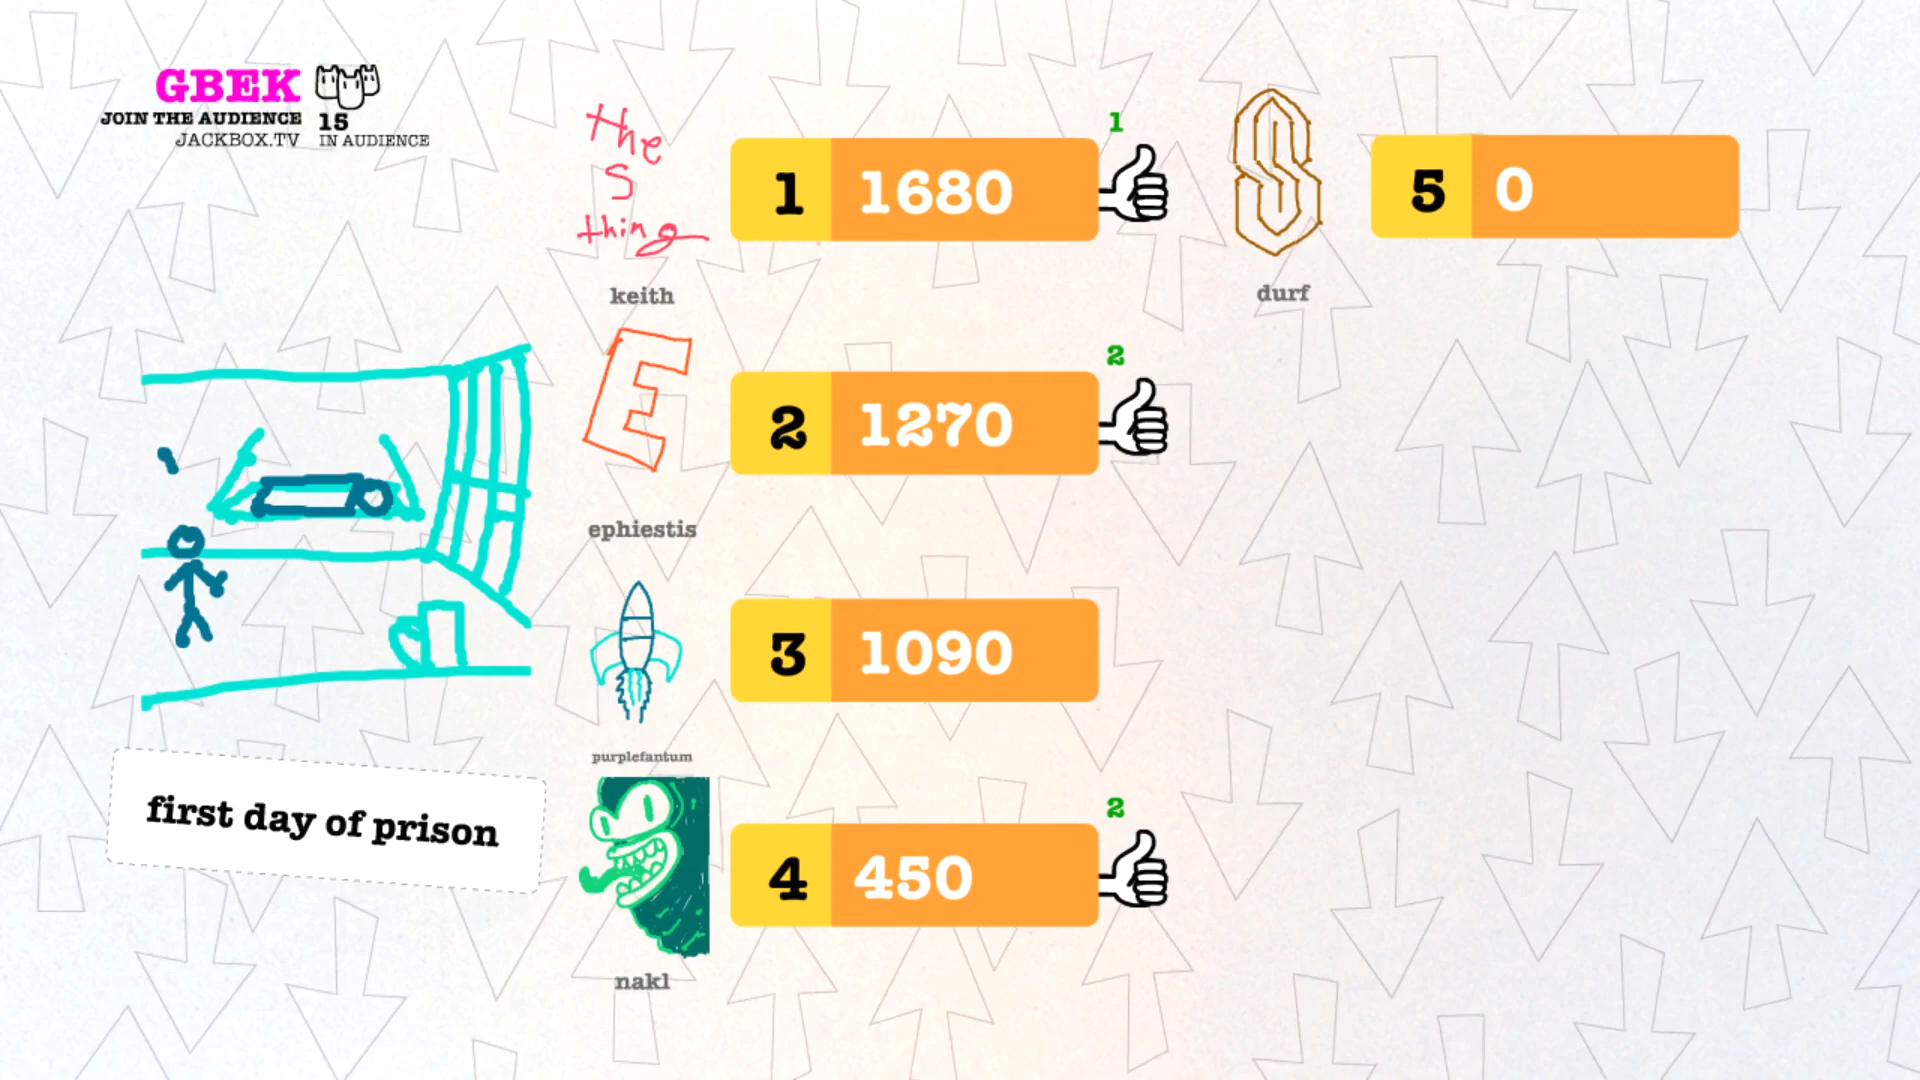 GBEK
JOIN THE AUDIENCE
JACKBOX.TV
15
IN AUDIENCE
the
S
thing
1 1680
1
keith
5 0
durf
E
2 1270
2
ephiestis
3 1090
purplefantum
first day of prison
4 450
2
nakl